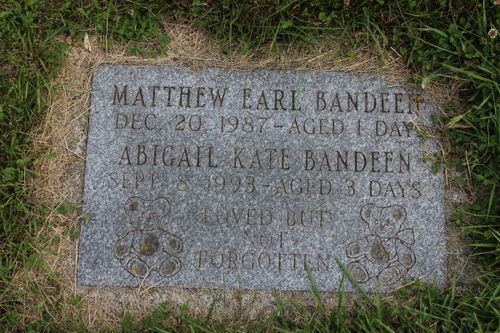 MATTHEW EARL BANDEEN
DEC. 20, 1987 - AGED 1 DAY
ABIGAIL KATE BANDEEN
SEPT. 8, 1993 - AGED 3 DAYS
LOVED BUT
NOT
FORGOTTEN